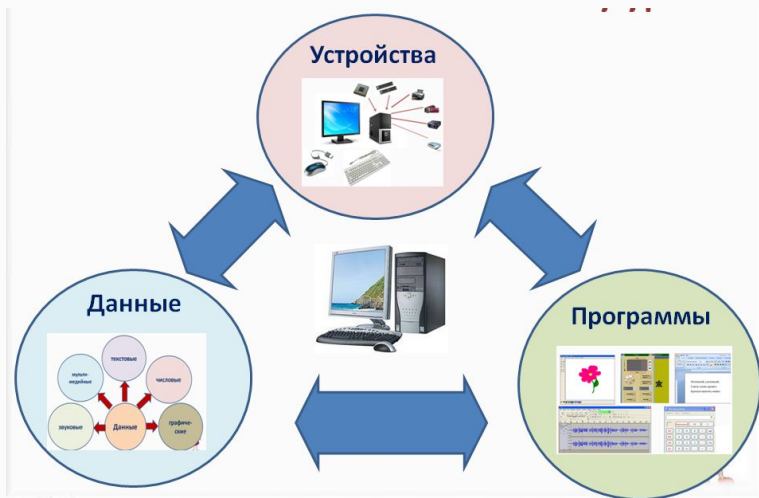 Устройства
Данные
Программы
текстовые
мульти-
медийные
числовые
звуковые
Данные
графиче-
ские